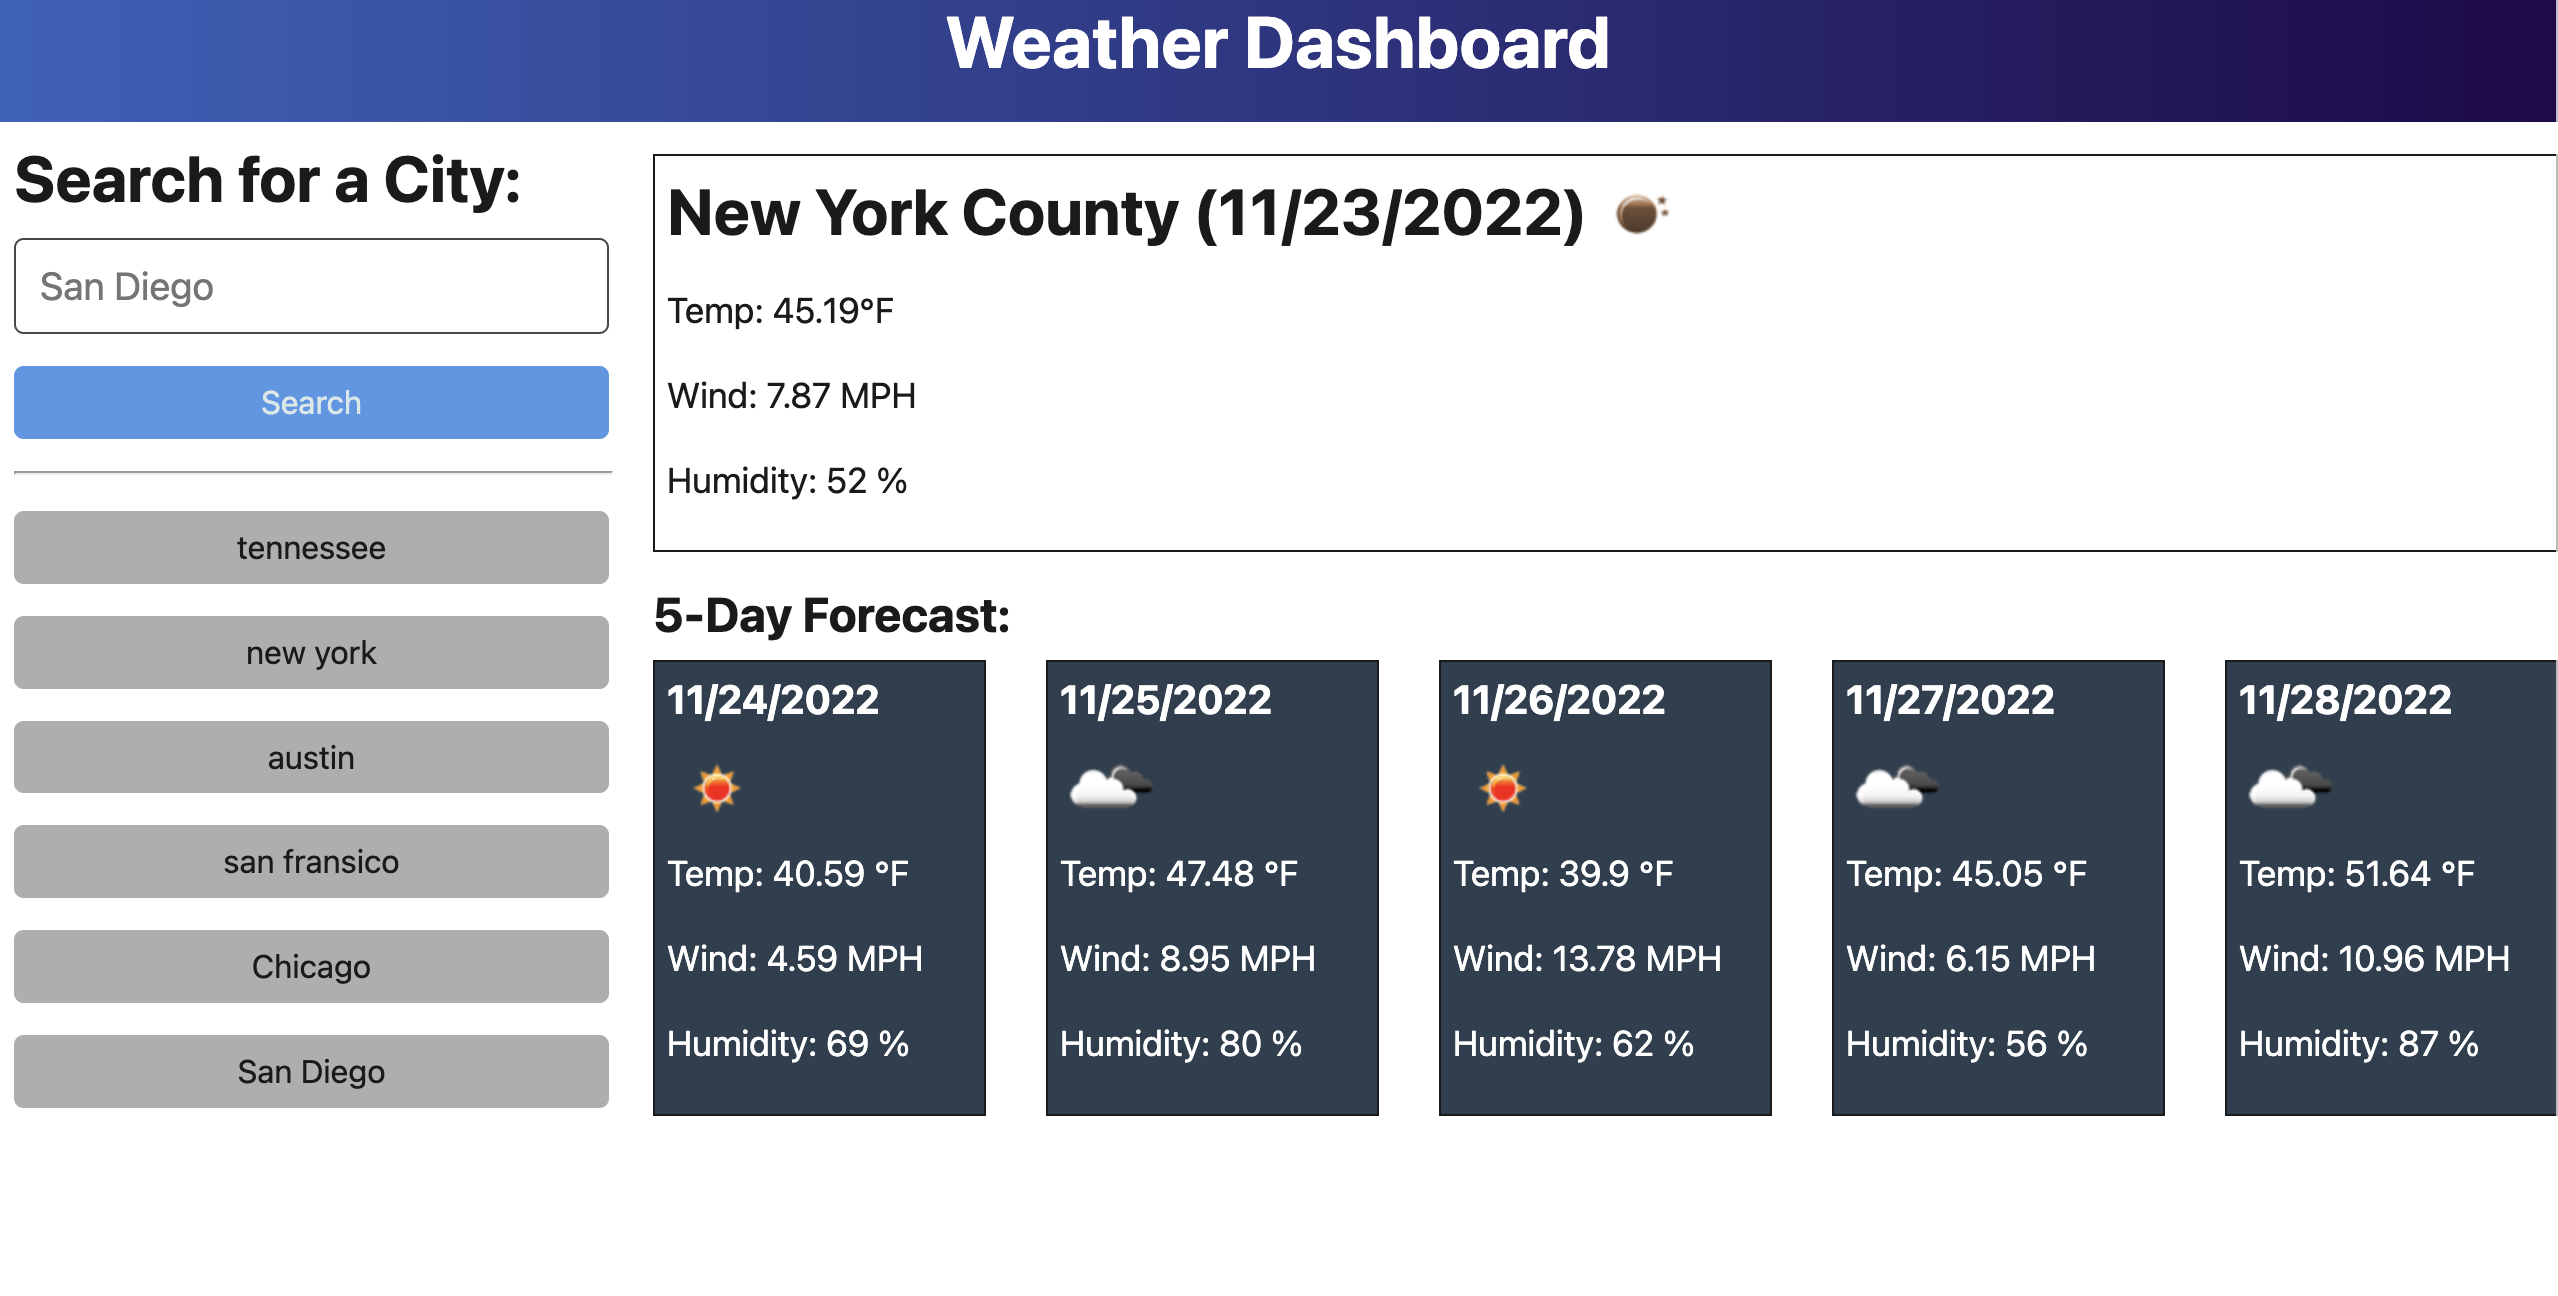 Weather Dashboard
Search for a City:
San Diego
Search
tennessee
new york
austin
san fransico
Chicago
San Diego
New York County (11/23/2022)
Temp: 45.19°F
Wind: 7.87 MPH
Humidity: 52 %
5-Day Forecast:
11/24/2022
Temp: 40.59 °F
Wind: 4.59 MPH
Humidity: 69 %
11/25/2022
Temp: 47.48 °F
Wind: 8.95 MPH
Humidity: 80 %
11/26/2022
Temp: 39.9 °F
Wind: 13.78 MPH
Humidity: 62 %
11/27/2022
Temp: 45.05 °F
Wind: 6.15 MPH
Humidity: 56 %
11/28/2022
Temp: 51.64 °F
Wind: 10.96 MPH
Humidity: 87 %